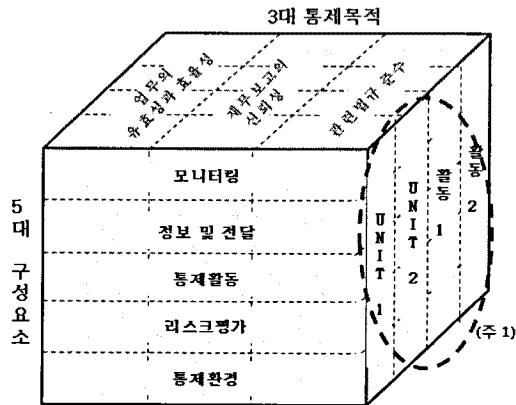 3대 통제목적
업무의
유효성과 효율성
재무보고의
신뢰성
관련법규 준수
5대 구성요소
모니터링
정보 및 전달
통제활동
리스크평가
통제환경
UNIT 1
UNIT 2
활동 1
활동 2
(주 1)